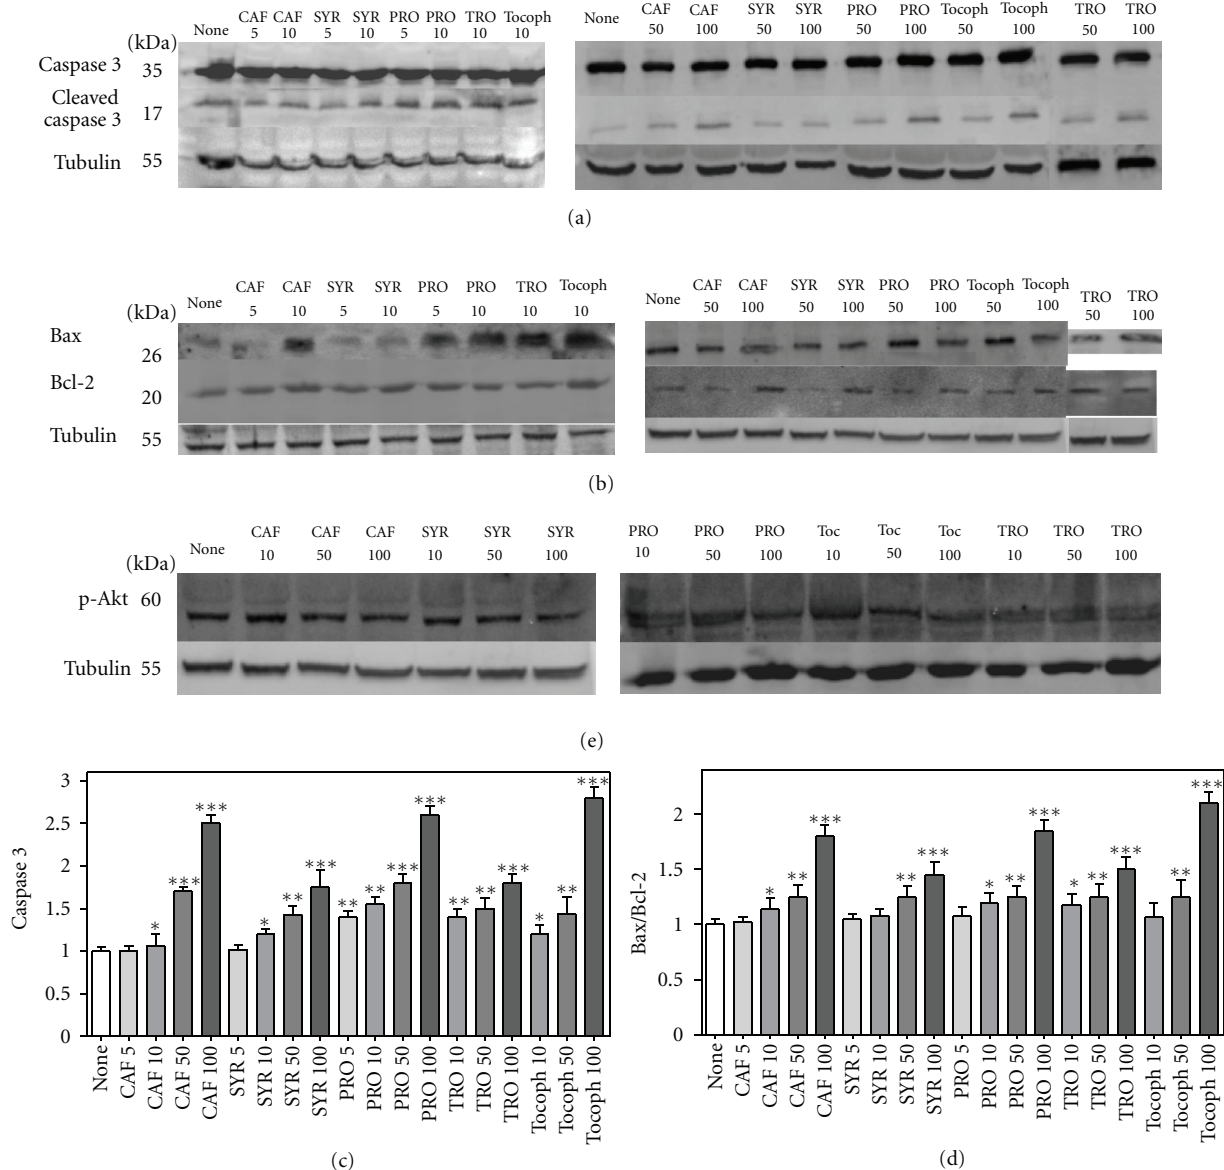 None CAF CAF SYR SYR PRO PRO TRO Tocoph
5 10 5 10 5 10 10 10
(kDa)
Caspase 3 35
Cleaved
caspase 3 17
Tubulin 55
None CAF CAF SYR SYR PRO PRO Tocoph Tocoph TRO TRO
50 100 50 100 50 100 50 100 50 100
(a)
None CAF CAF SYR SYR PRO PRO TRO Tocoph
5 10 5 10 5 10 10 10
(kDa)
Bax
26
Bcl-2
20
Tubulin 55
None CAF CAF SYR SYR PRO PRO Tocoph Tocoph TRO TRO
50 100 50 100 50 100 50 100 50 100
(b)
None CAF CAF CAF SYR SYR SYR
10 50 100 10 50 100
(kDa)
p-Akt 60
Tubulin 55
PRO PRO PRO Toc Toc Toc TRO TRO TRO
10 50 100 10 50 100 10 50 100
(e)
Caspase 3
3
2.5
2
1.5
1
0.5
0
* *** *** * ** *** ** ** *** *** ** ** *** * ** ***
None
CAF 5
CAF 10
CAF 50
CAF 100
SYR 5
SYR 10
SYR 50
SYR 100
PRO 5
PRO 10
PRO 50
PRO 100
TRO 10
TRO 50
TRO 100
Tocoph 10
Tocoph 50
Tocoph 100
(c)
Bax/Bcl-2
2
1.5
1
0.5
0
* ** *** ** *** * ** *** * ** *** ** ***
None
CAF 5
CAF 10
CAF 50
CAF 100
SYR 5
SYR 10
SYR 50
SYR 100
PRO 5
PRO 10
PRO 50
PRO 100
TRO 10
TRO 50
TRO 100
Tocoph 10
Tocoph 50
Tocoph 100
(d)